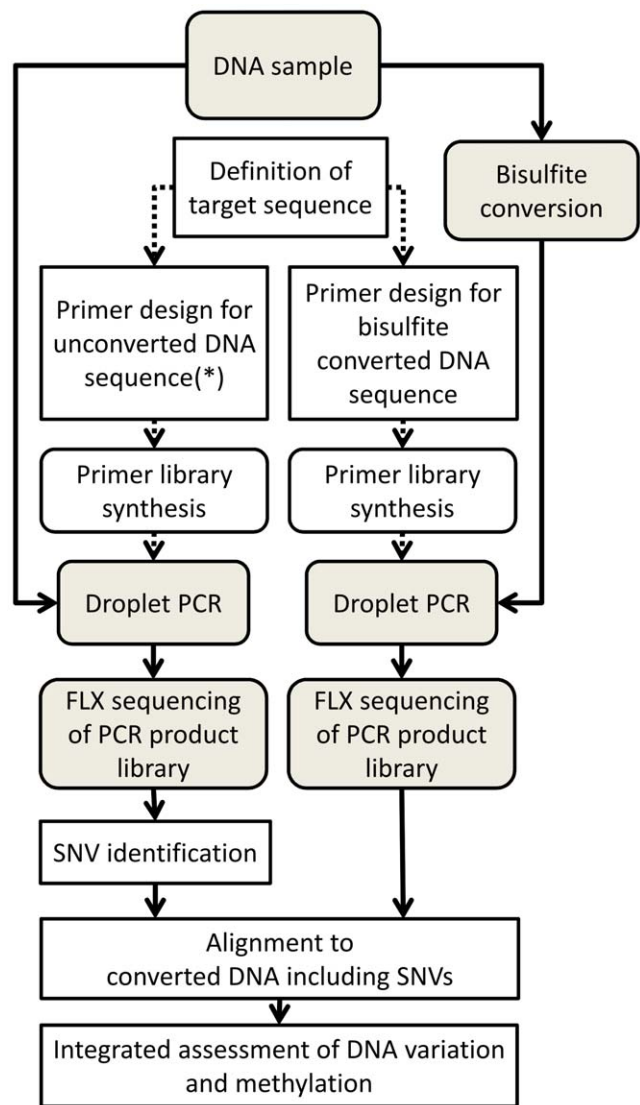 DNA sample
Definition of
target sequence
Bisulfite
conversion
Primer design for
unconverted DNA
sequence(*)
Primer design for
bisulfite
converted DNA
sequence
Primer library
synthesis
Primer library
synthesis
Droplet PCR
Droplet PCR
FLX sequencing
of PCR product
library
FLX sequencing
of PCR product
library
SNV identification
Alignment to
converted DNA including SNVs
Integrated assessment of DNA variation
and methylation